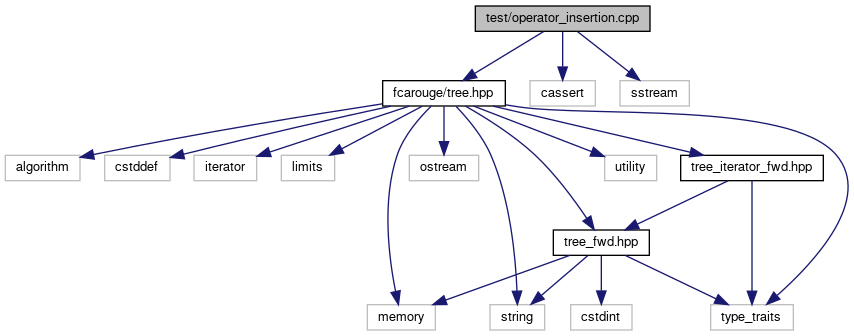 test/operator_insertion.cpp
fcarouge/tree.hpp
cassert
sstream
algorithm
cstddef
iterator
limits
ostream
utility
tree_iterator_fwd.hpp
tree_fwd.hpp
memory
string
cstdint
type_traits